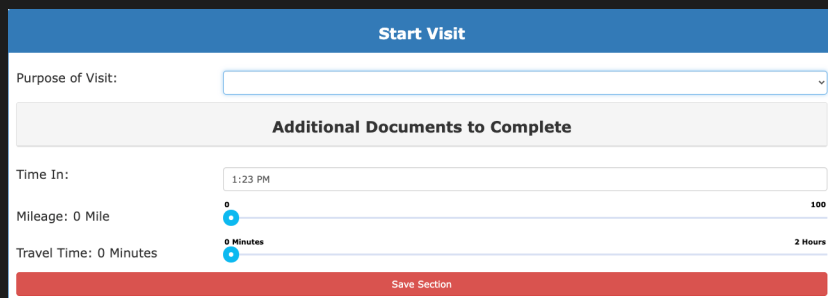 Start Visit
Purpose of Visit:
Additional Documents to Complete
Time In:
1:23 PM
0
100
Mileage: 0 Mile
0 Minutes
2 Hours
Travel Time: 0 Minutes
Save Section